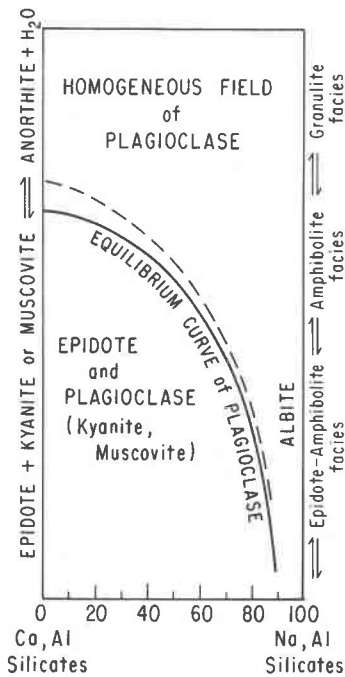 EPIDOTE + KYANITE or MUSCOVITE ⇌ ANORTHITE + H₂O
HOMOGENEOUS FIELD
of
PLAGIOCLASE
EQUILIBRIUM CURVE of PLAGIOCLASE
EPIDOTE
and
PLAGIOCLASE
(Kyanite,
Muscovite)
ALBITE
⇌ Epidote-Amphibolite facies ⇌ Amphibolite facies ⇌ Granulite facies
0 20 40 60 80 100
Ca, Al
Silicates
Na, Al
Silicates